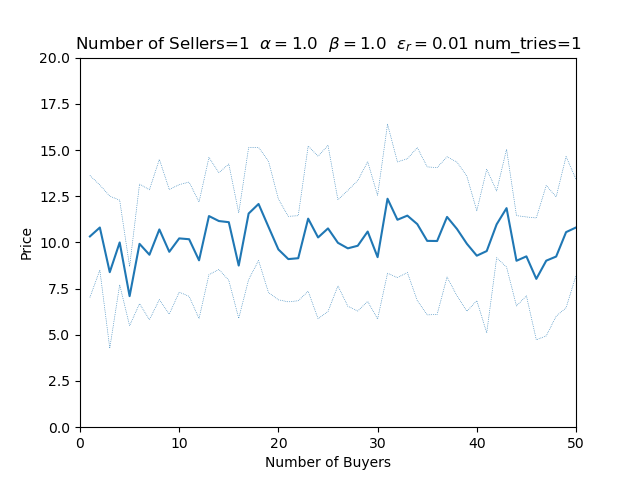 Number of Sellers=1 α = 1.0 β = 1.0 εᵣ = 0.01 num_tries=1
20.0
17.5
15.0
12.5
10.0
7.5
5.0
2.5
0.0
Price
0 10 20 30 40 50
Number of Buyers